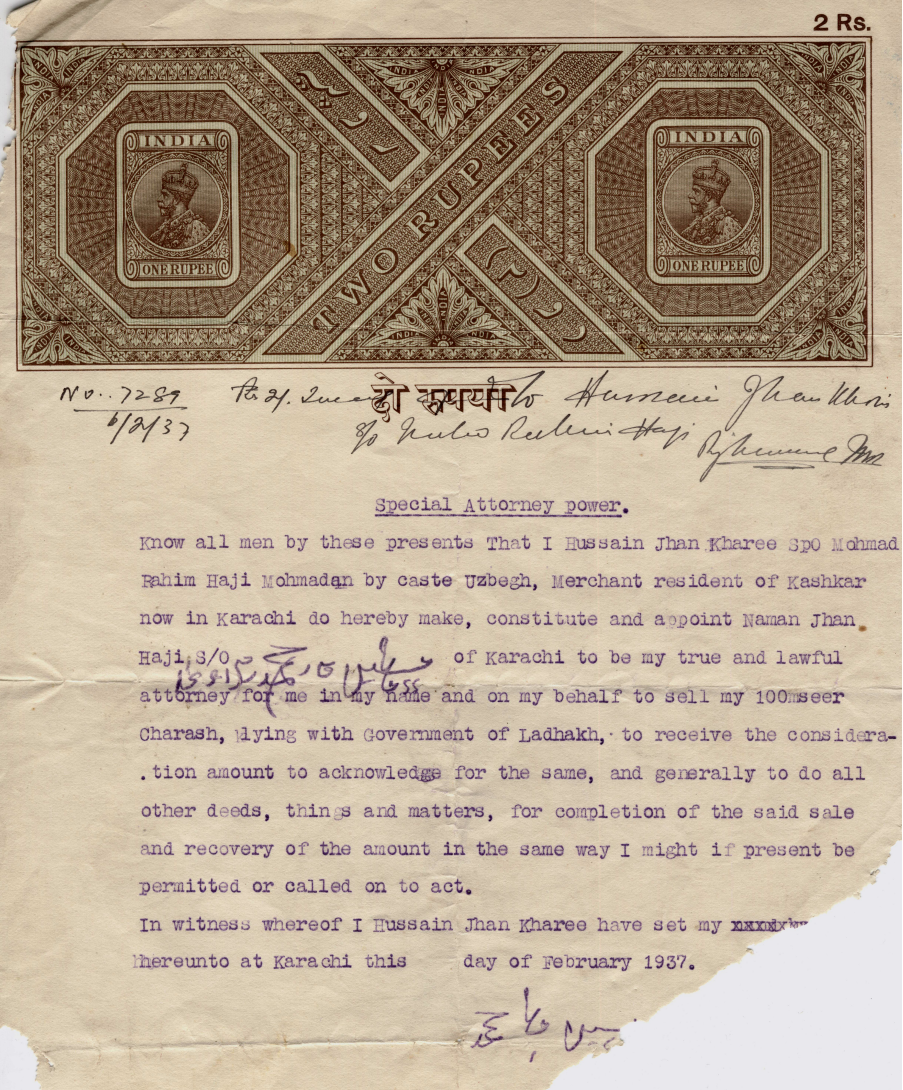 2 Rs.
INDIA
ONE RUPEE
TWO RUPEES
INDIA
ONE RUPEE
दो रुपया
No. 7289 to Hussain Jhan
6/2/37 S/o Haji
Special Attorney power.
Know all men by these presents That I Hussain Jhan Kharee SpO Mohmad
Rahim Haji Mohmadan by caste Uzbegh, Merchant resident of Kashkar
now in Karachi do hereby make, constitute and appoint Naman Jhan
Haji S/O of Karachi to be my true and lawful
attorney for me in my name and on my behalf to sell my 100mseer
Charash, lying with Government of Ladhakh, to receive the considera-
.tion amount to acknowledge for the same, and generally to do all
other deeds, things and matters, for completion of the said sale
and recovery of the amount in the same way I might if present be
permitted or called on to act.
In witness whereof I Hussain Jhan Kharee have set my
hereunto at Karachi this day of February 1937.